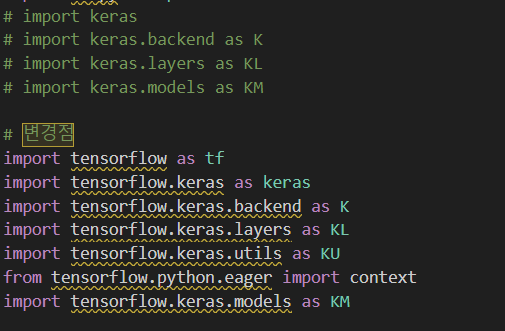 # import keras
# import keras.backend as K
# import keras.layers as KL
# import keras.models as KM
# 변경점
import tensorflow as tf
import tensorflow.keras as keras
import tensorflow.keras.backend as K
import tensorflow.keras.layers as KL
import tensorflow.keras.utils as KU
from tensorflow.python.eager import context
import tensorflow.keras.models as KM